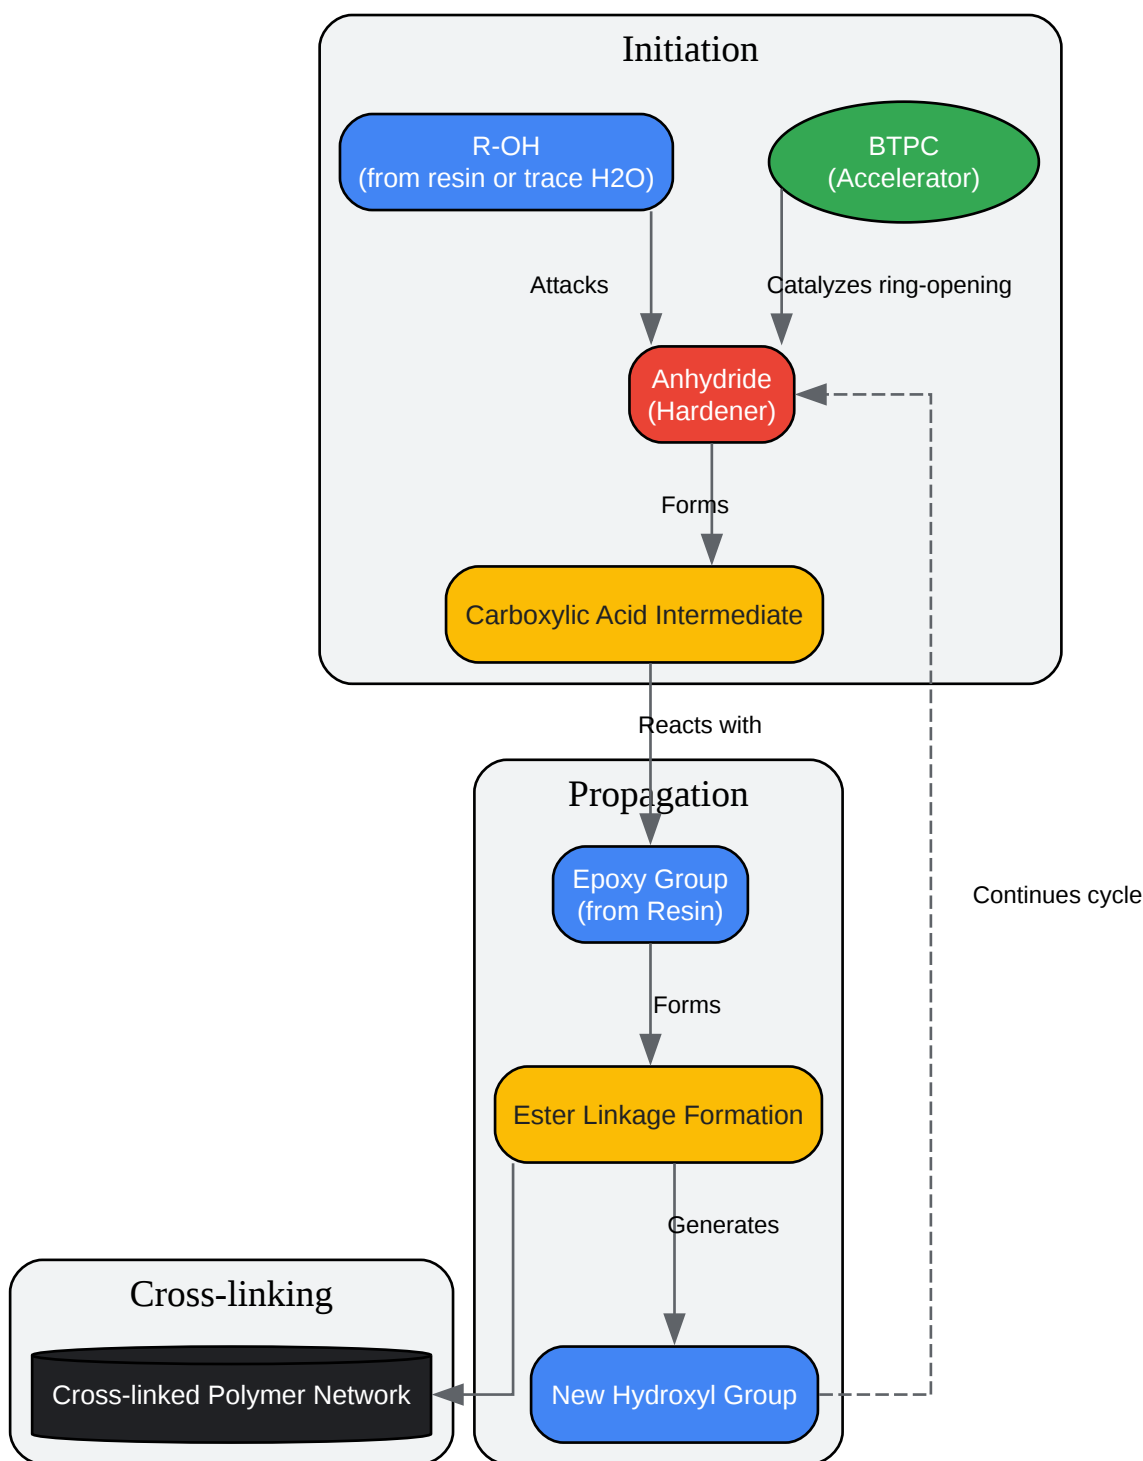 Initiation
R-OH
(from resin or trace H2O)
BTPC
(Accelerator)
Attacks
Catalyzes ring-opening
Anhydride
(Hardener)
Forms
Carboxylic Acid Intermediate
Reacts with
Propagation
Epoxy Group
(from Resin)
Continues cycle
Forms
Ester Linkage Formation
Generates
Cross-linking
Cross-linked Polymer Network
New Hydroxyl Group